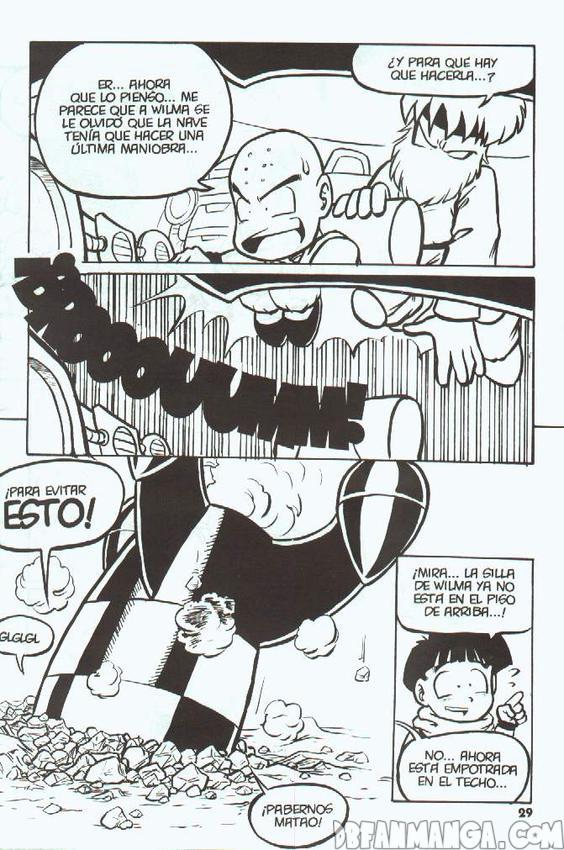 ER... AHORA
QUE LO PIENSO... ME
PARECE QUE A WILMA SE
LE OLVIDÓ QUE LA NAVE
TENÍA QUE HACER UNA
ÚLTIMA MANIOBRA...
¿Y PARA QUÉ HAY
QUE HACERLA...?
¡BROOOUUMM!
¡PARA EVITAR
ESTO!
GLGLGL
¡MIRA... LA SILLA
DE WILMA YA NO
ESTÁ EN EL PISO
DE ARRIBA...!
NO... AHORA
ESTÁ EMPOTRADA
EN EL TECHO...
¡PABERNOS
MATAO!
29
DBFANMANGA.COM